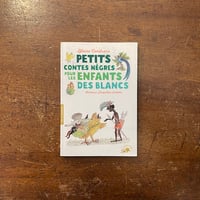 Blaise Cendrars
PETITS
CONTES NÈGRES
POUR LES ENFANTS
DES BLANCS